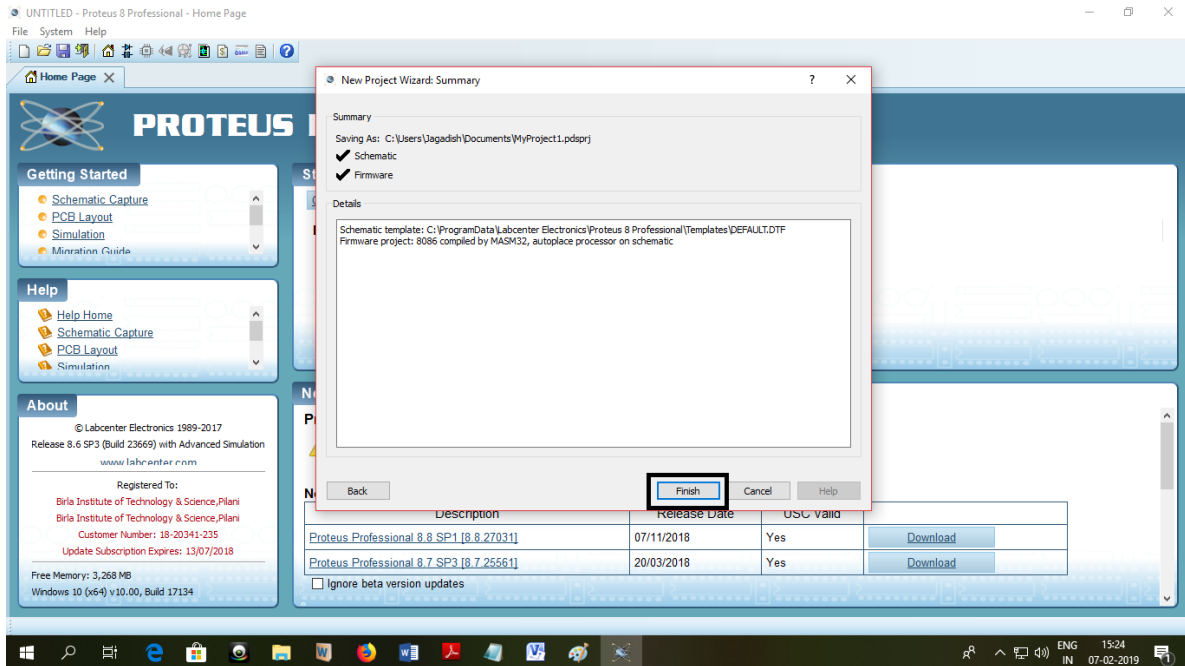 UNTITLED - Proteus 8 Professional - Home Page
File System Help
Home Page
PROTEUS
Getting Started
Schematic Capture
PCB Layout
Simulation
Migration Guide
Help
Help Home
Schematic Capture
PCB Layout
Simulation
About
© Labcenter Electronics 1989-2017
Release 8.6 SP3 (Build 23669) with Advanced Simulation
www.labcenter.com
Registered To:
Birla Institute of Technology & Science,Pilani
Birla Institute of Technology & Science,Pilani
Customer Number: 18-20341-235
Update Subscription Expires: 13/07/2018
Free Memory: 3,268 MB
Windows 10 (x64) v10.00, Build 17134
New Project Wizard: Summary
Summary
Saving As: C:\Users\Jagadish\Documents\MyProject1.pdsprj
Schematic
Firmware
Details
Schematic template: C:\ProgramData\Labcenter Electronics\Proteus 8 Professional\Templates\DEFAULT.DTF
Firmware project: 8086 compiled by MASM32, autoplace processor on schematic
Back Finish Cancel Help
Description Release Date USC Valid
Proteus Professional 8.8 SP1 [8.8.27031] 07/11/2018 Yes Download
Proteus Professional 8.7 SP3 [8.7.25561] 20/03/2018 Yes Download
Ignore beta version updates
ENG 15:24
IN 07-02-2019